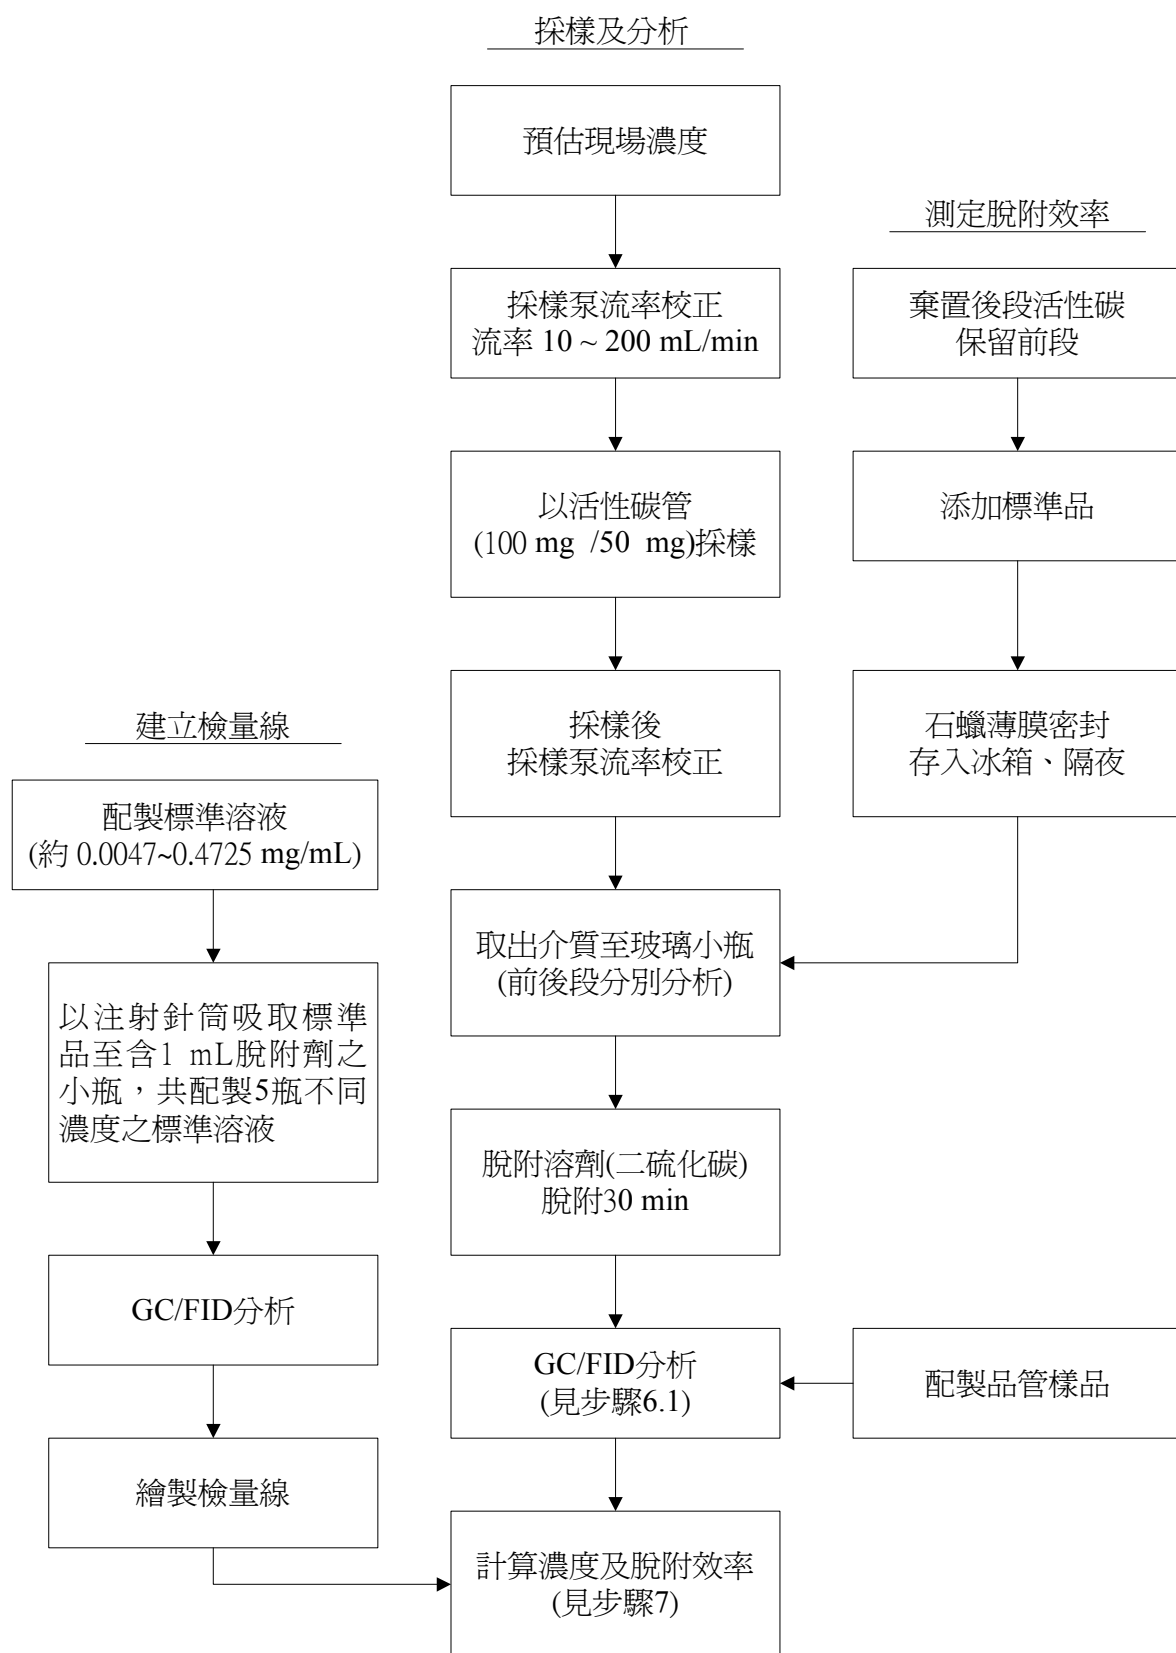 採樣及分析
預估現場濃度
採樣泵流率校正
流率 10 ~ 200 mL/min
以活性碳管
(100 mg /50 mg)採樣
採樣後
採樣泵流率校正
取出介質至玻璃小瓶
(前後段分別分析)
脫附溶劑(二硫化碳)
脫附30 min
GC/FID分析
(見步驟6.1)
計算濃度及脫附效率
(見步驟7)
測定脫附效率
棄置後段活性碳
保留前段
添加標準品
石蠟薄膜密封
存入冰箱、隔夜
配製品管樣品
建立檢量線
配製標準溶液
(約 0.0047~0.4725 mg/mL)
以注射針筒吸取標準
品至含1 mL脫附劑之
小瓶，共配製5瓶不同
濃度之標準溶液
GC/FID分析
繪製檢量線